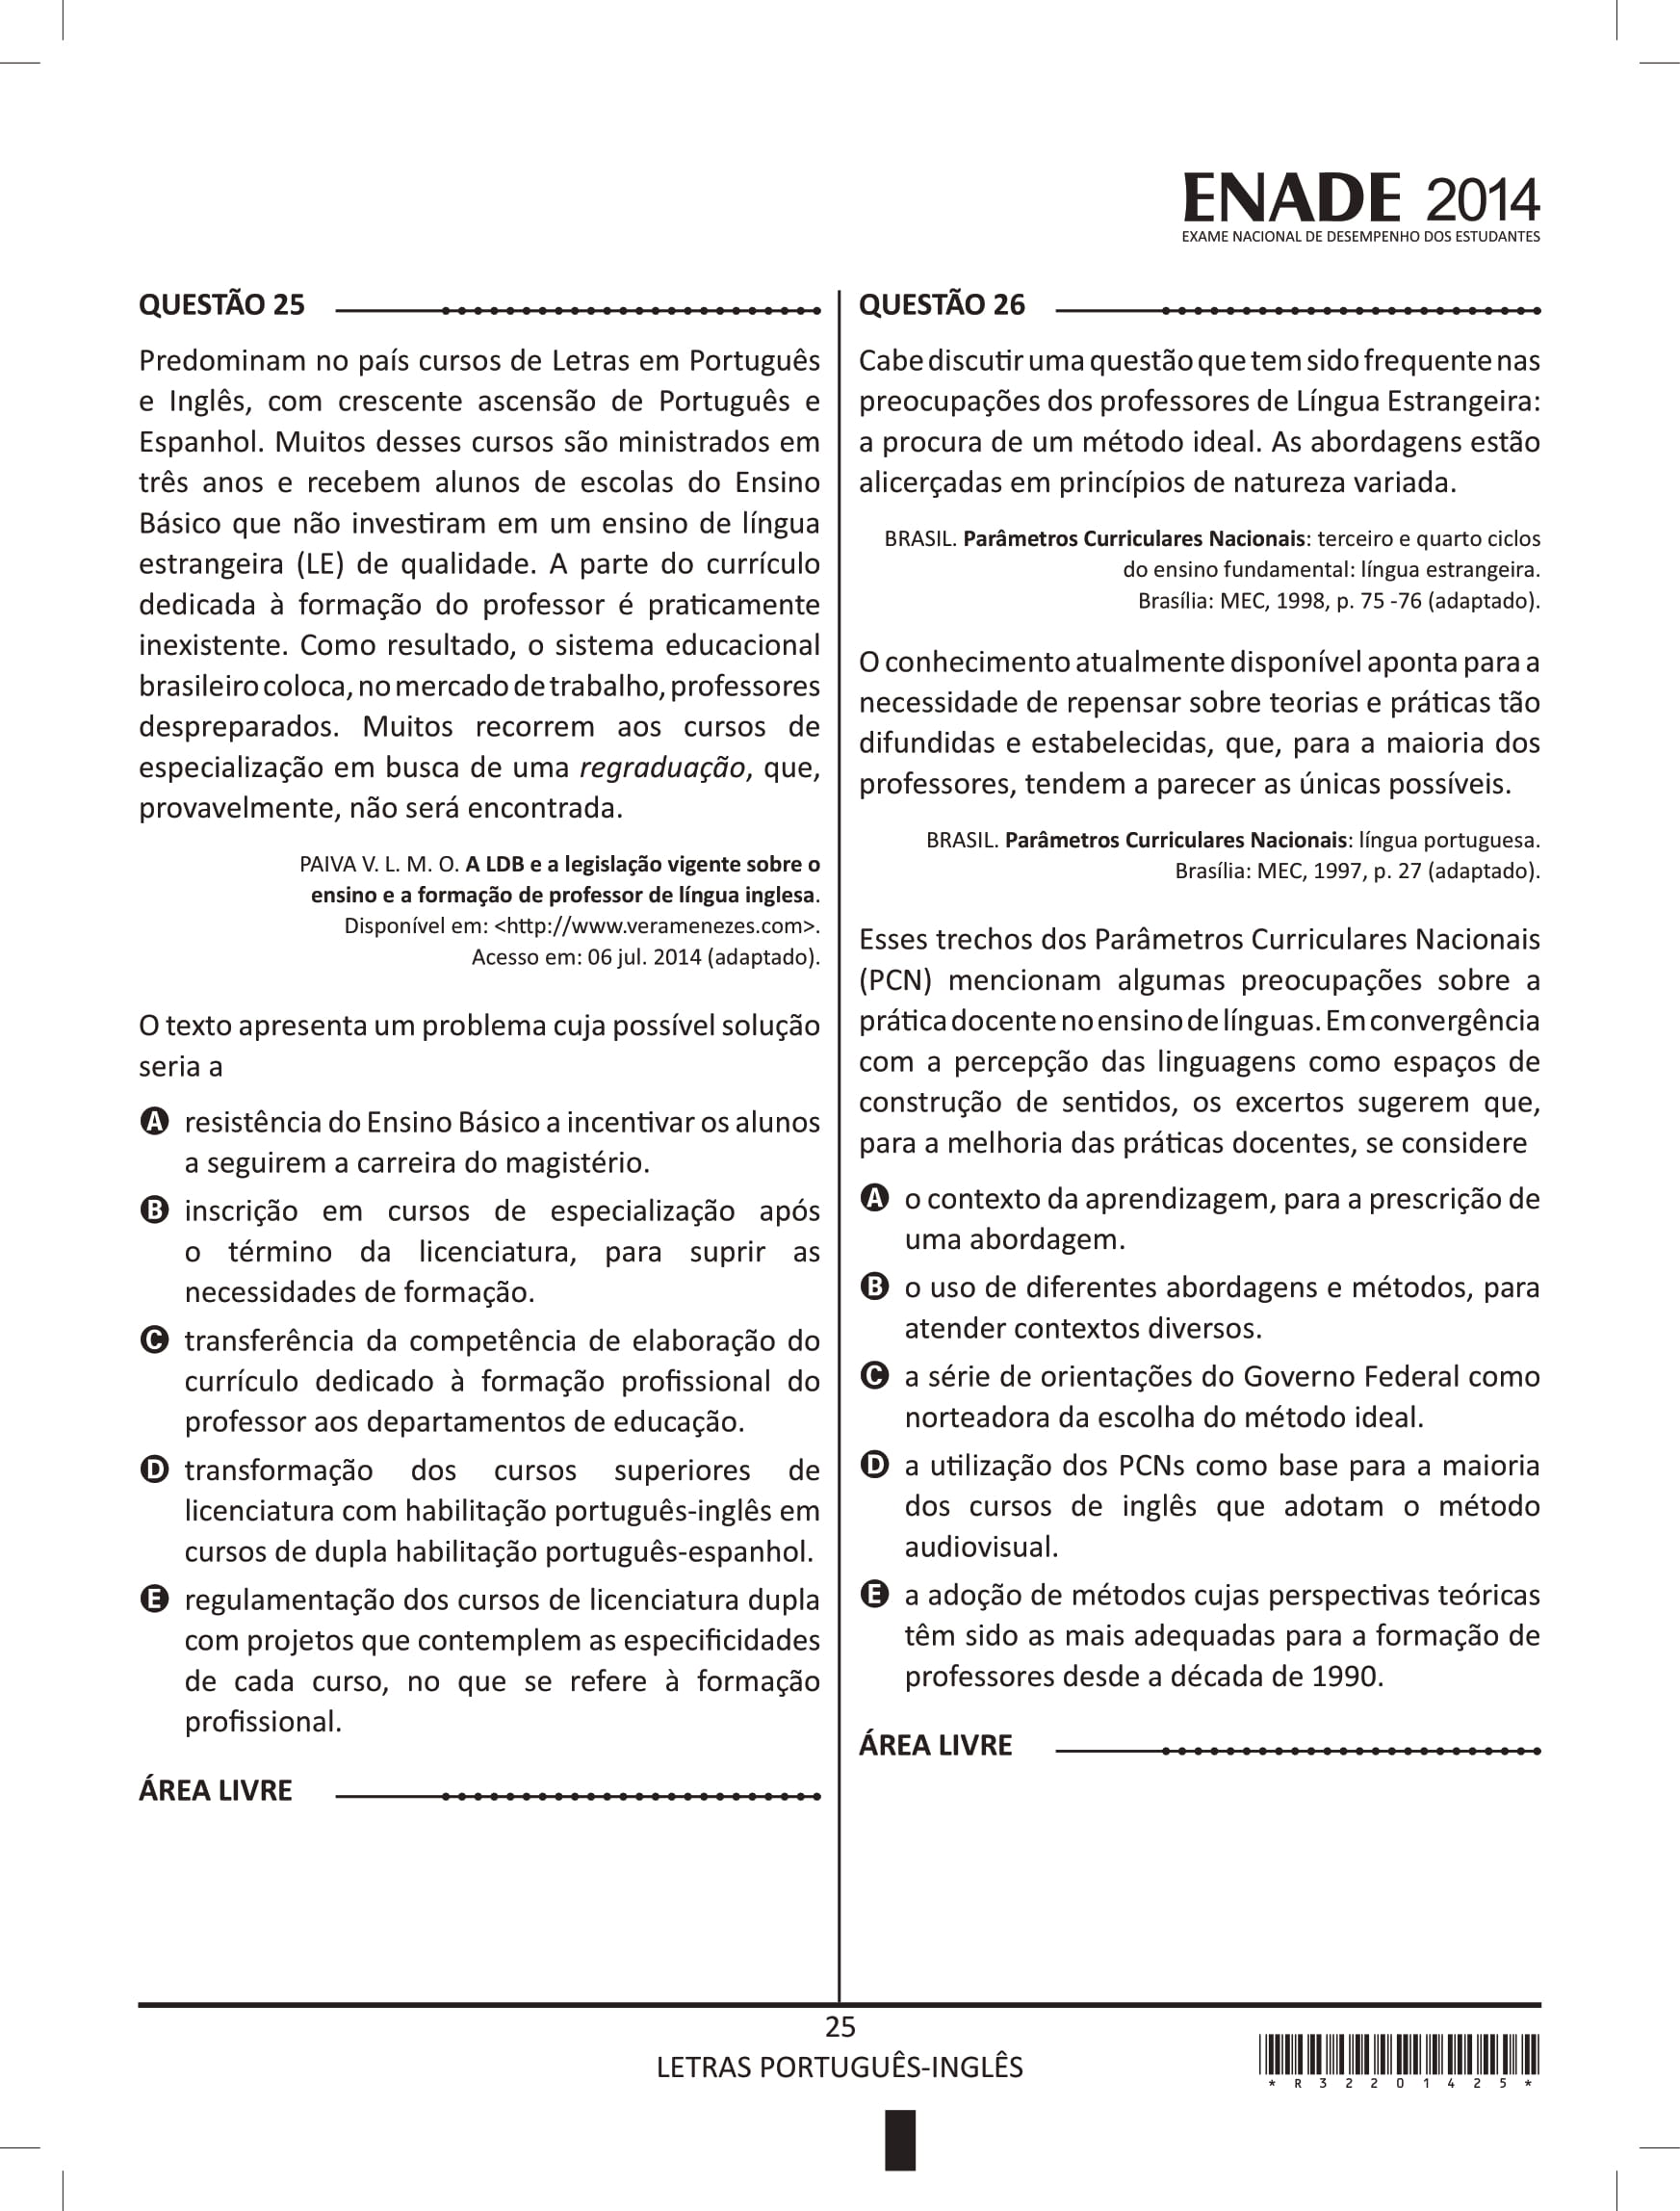 ENADE 2014
EXAME NACIONAL DE DESEMPENHO DOS ESTUDANTES
QUESTÃO 25
Predominam no país cursos de Letras em Português
e Inglês, com crescente ascensão de Português e
Espanhol. Muitos desses cursos são ministrados em
três anos e recebem alunos de escolas do Ensino
Básico que não investiram em um ensino de língua
estrangeira (LE) de qualidade. A parte do currículo
dedicada à formação do professor é praticamente
inexistente. Como resultado, o sistema educacional
brasileiro coloca, no mercado de trabalho, professores
despreparados. Muitos recorrem aos cursos de
especialização em busca de uma regraduação, que,
provavelmente, não será encontrada.
PAIVA V. L. M. O. A LDB e a legislação vigente sobre o
ensino e a formação de professor de língua inglesa.
Disponível em: <http://www.veramenezes.com>.
Acesso em: 06 jul. 2014 (adaptado).
O texto apresenta um problema cuja possível solução
seria a
A resistência do Ensino Básico a incentivar os alunos
a seguirem a carreira do magistério.
B inscrição em cursos de especialização após
o término da licenciatura, para suprir as
necessidades de formação.
C transferência da competência de elaboração do
currículo dedicado à formação profissional do
professor aos departamentos de educação.
D transformação dos cursos superiores de
licenciatura com habilitação português-inglês em
cursos de dupla habilitação português-espanhol.
E regulamentação dos cursos de licenciatura dupla
com projetos que contemplem as especificidades
de cada curso, no que se refere à formação
profissional.
ÁREA LIVRE
QUESTÃO 26
Cabe discutir uma questão que tem sido frequente nas
preocupações dos professores de Língua Estrangeira:
a procura de um método ideal. As abordagens estão
alicerçadas em princípios de natureza variada.
BRASIL. Parâmetros Curriculares Nacionais: terceiro e quarto ciclos
do ensino fundamental: língua estrangeira.
Brasília: MEC, 1998, p. 75 -76 (adaptado).
O conhecimento atualmente disponível aponta para a
necessidade de repensar sobre teorias e práticas tão
difundidas e estabelecidas, que, para a maioria dos
professores, tendem a parecer as únicas possíveis.
BRASIL. Parâmetros Curriculares Nacionais: língua portuguesa.
Brasília: MEC, 1997, p. 27 (adaptado).
Esses trechos dos Parâmetros Curriculares Nacionais
(PCN) mencionam algumas preocupações sobre a
prática docente no ensino de línguas. Em convergência
com a percepção das linguagens como espaços de
construção de sentidos, os excertos sugerem que,
para a melhoria das práticas docentes, se considere
A o contexto da aprendizagem, para a prescrição de
uma abordagem.
B o uso de diferentes abordagens e métodos, para
atender contextos diversos.
C a série de orientações do Governo Federal como
norteadora da escolha do método ideal.
D a utilização dos PCNs como base para a maioria
dos cursos de inglês que adotam o método
audiovisual.
E a adoção de métodos cujas perspectivas teóricas
têm sido as mais adequadas para a formação de
professores desde a década de 1990.
ÁREA LIVRE
25
LETRAS PORTUGUÊS-INGLÊS
* R 3 2 2 0 1 4 2 5 *